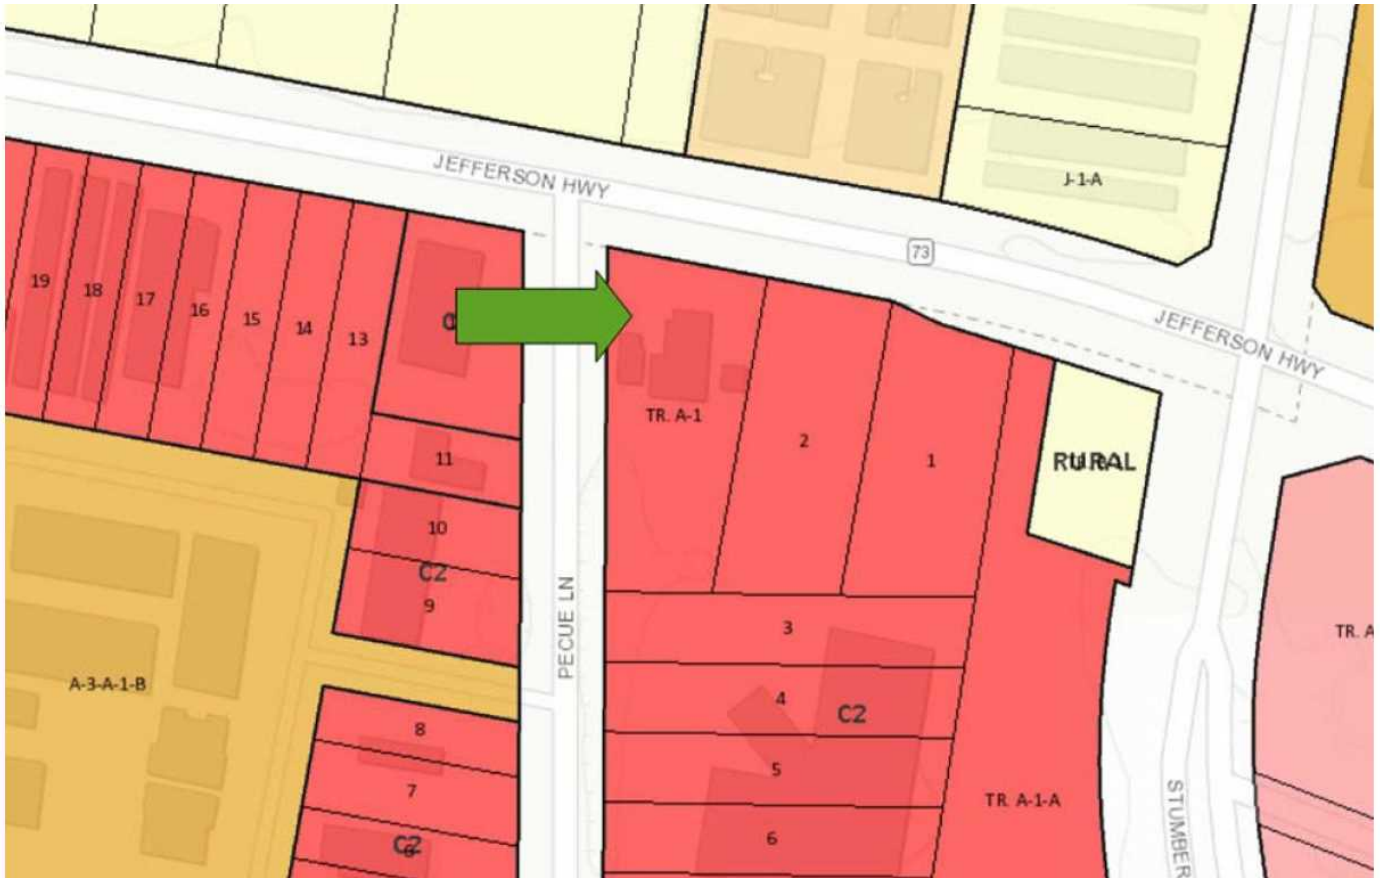 J-1-A
JEFFERSON HWY
73
JEFFERSON HWY
19
18
17
16
15
14
13
TR. A-1
2
1
RURAL
11
10
C2
9
3
PECUE LN
TR. A
A-3-A-1-B
4
C2
8
5
7
TR. A-1-A
6
C2
STUMBER